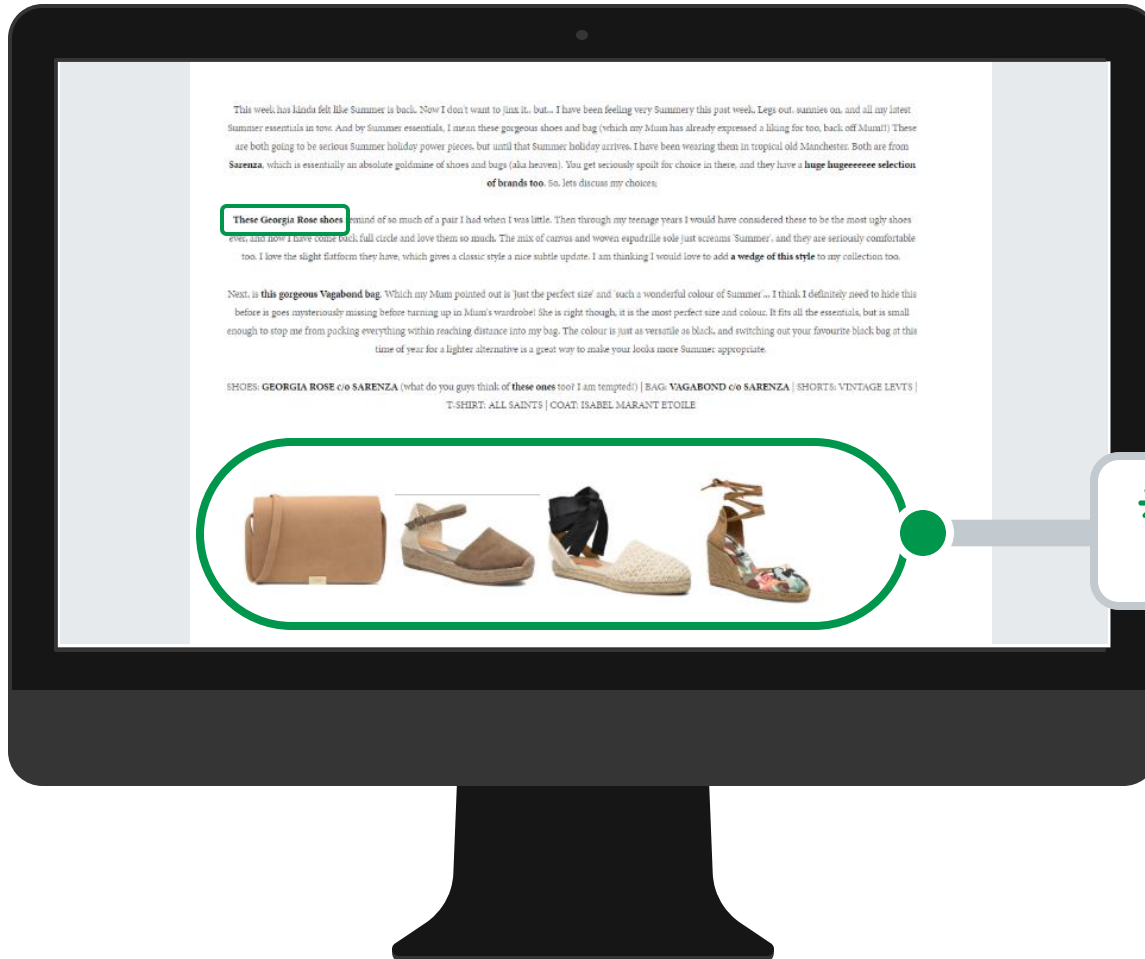 This week has kinda felt like Summer is back. Now I don't want to jinx it.. but... I have been feeling very Summery this past week. Legs out, sunnies on, and all my latest
Summer essentials in tow. And by Summer essentials, I mean these gorgeous shoes and bag (which my Mum has already expressed a liking for too, back off Mum!!) These
are both going to be serious Summer holiday power pieces, but until that Summer holiday arrives, I have been wearing them in tropical old Manchester. Both are from
Sarenza, which is essentially an absolute goldmine of shoes and bags (aka heaven). You get seriously spoilt for choice in there, and they have a huge hugeeeeeee selection
of brands too. So, lets discuss my choices;
These Georgia Rose shoes remind of so much of a pair I had when I was little. Then through my teenage years I would have considered these to be the most ugly shoes
ever, and now I have come back full circle and love them so much. The mix of canvas and woven espadrille sole just screams 'Summer', and they are seriously comfortable
too. I love the slight flatform they have, which gives a classic style a nice subtle update. I am thinking I would love to add a wedge of this style to my collection too.
Next, is this gorgeous Vagabond bag. Which my Mum pointed out is 'just the perfect size' and 'such a wonderful colour of Summer'... I think I definitely need to hide this
before is goes mysteriously missing before turning up in Mum's wardrobe! She is right though, it is the most perfect size and colour. It fits all the essentials, but is small
enough to stop me from packing everything within reaching distance into my bag. The colour is just as versatile as black, and switching out your favourite black bag at this
time of year for a lighter alternative is a great way to make your looks more Summer appropriate.
SHOES: GEORGIA ROSE c/o SARENZA (what do you guys think of these ones too? I am tempted!) | BAG: VAGABOND c/o SARENZA | SHORTS: VINTAGE LEVI'S |
T-SHIRT: ALL SAINTS | COAT: ISABEL MARANT ETOILE